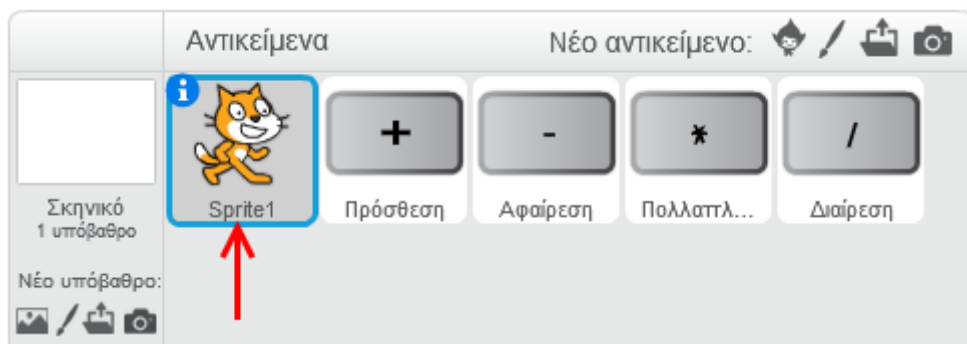 Αντικείμενα Νέο αντικείμενο:
+ - * /
Sprite1 Πρόσθεση Αφαίρεση Πολλαπλ... Διαίρεση
Σκηνικό
1 υπόβαθρο
Νέο υπόβαθρο: